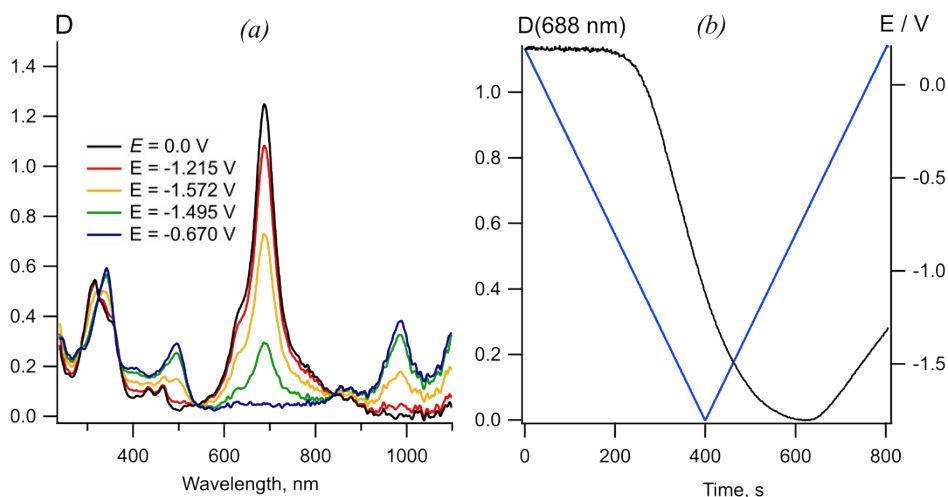 D
(a)
1.4
1.2
1.0
0.8
0.6
0.4
0.2
0.0
E = 0.0 V
E = -1.215 V
E = -1.572 V
E = -1.495 V
E = -0.670 V
400
600
800
1000
Wavelength, nm
D(688 nm)
(b)
E / V
1.0
0.8
0.6
0.4
0.2
0.0
0.0
-0.5
-1.0
-1.5
0
200
400
600
800
Time, s